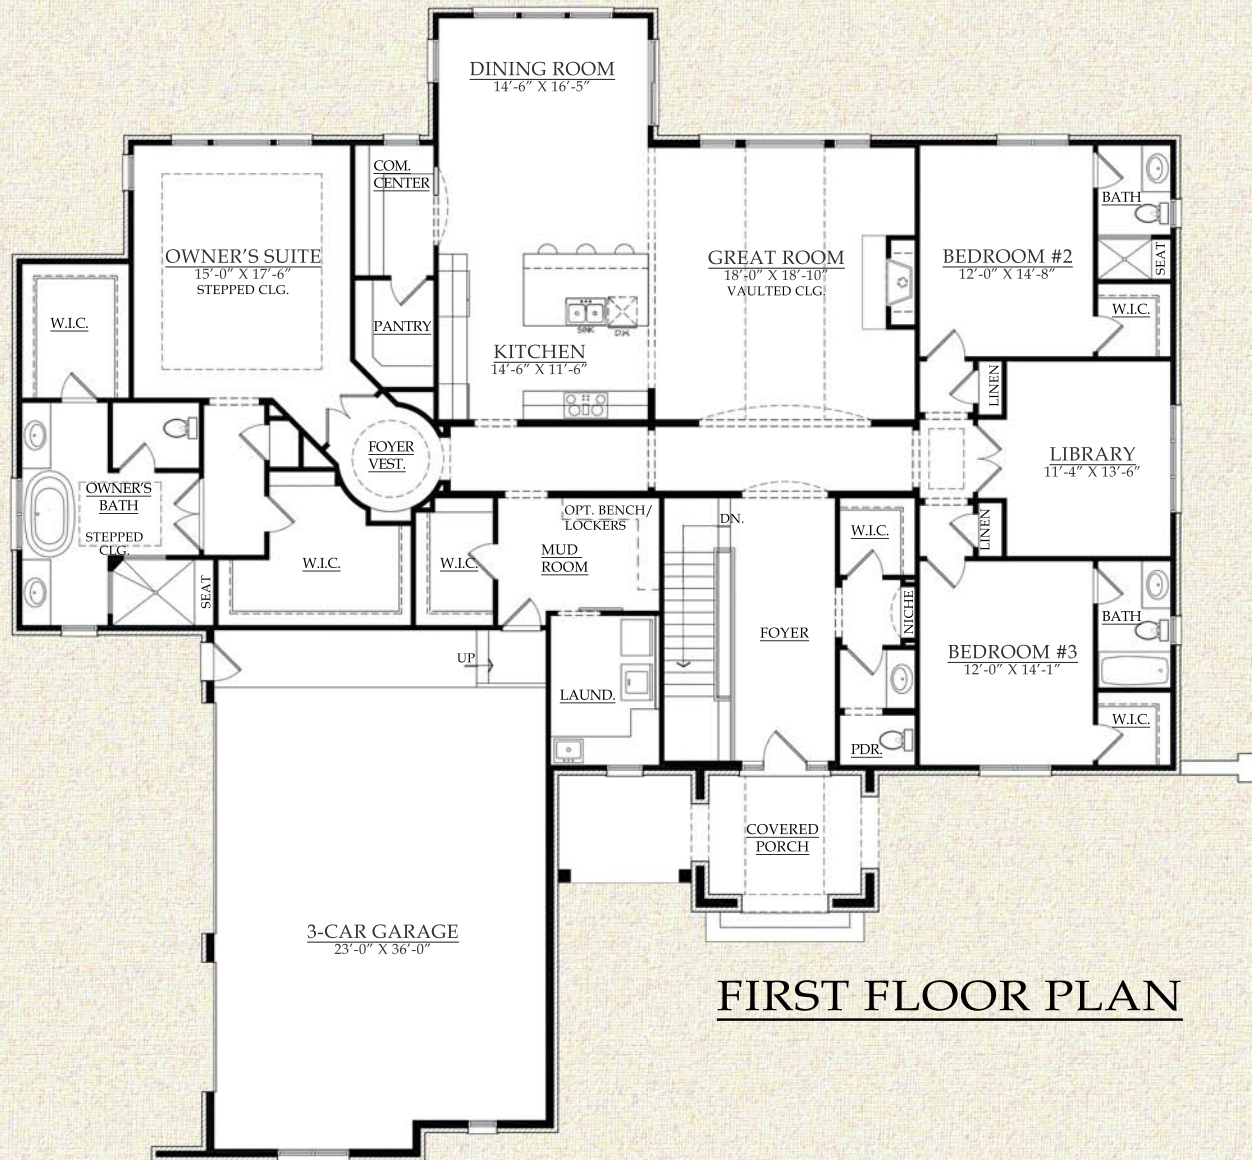 DINING ROOM
14'-6" X 16'-5"
COM.
CENTER
OWNER'S SUITE
15'-0" X 17'-6"
STEPPED CLG.
GREAT ROOM
18'-0" X 18'-10"
VAULTED CLG.
BEDROOM #2
12'-0" X 14'-8"
BATH
SEAT
W.I.C.
W.I.C.
PANTRY
SINK
D.W.
KITCHEN
14'-6" X 11'-6"
LINEN
FOYER
VEST.
LIBRARY
11'-4" X 13'-6"
OWNER'S
BATH
STEPPED
CLG.
SEAT
W.I.C.
W.I.C.
OPT. BENCH/
LOCKERS
MUD
ROOM
DN.
W.I.C.
LINEN
NICHE
FOYER
BEDROOM #3
12'-0" X 14'-1"
BATH
W.I.C.
UP
LAUND.
PDR.
COVERED
PORCH
3-CAR GARAGE
23'-0" X 36'-0"
FIRST FLOOR PLAN